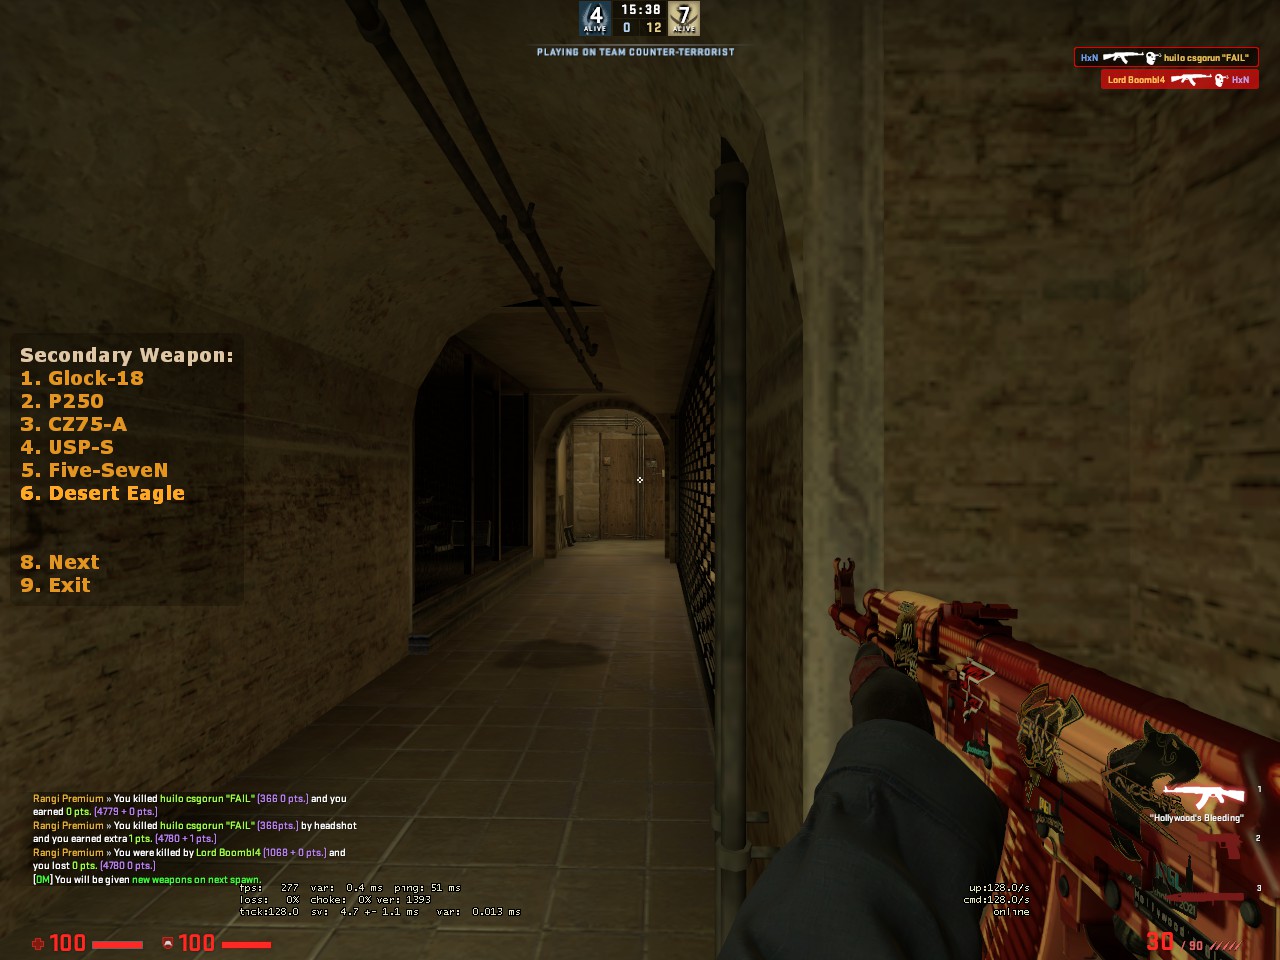 4 15:38 7
ALIVE 0 12 ALIVE
PLAYING ON TEAM COUNTER-TERRORIST
HxN huilo csgorun "FAIL"
Lord Boombl4 HxN
Secondary Weapon:
1. Glock-18
2. P250
3. CZ75-A
4. USP-S
5. Five-SeveN
6. Desert Eagle
8. Next
9. Exit
1
"Hollywood's Bleeding"
2
3
Rangi Premium » You killed huilo csgorun "FAIL" (366 0 pts.) and you
earned 0 pts. (4779 + 0 pts.)
Rangi Premium » You killed huilo csgorun "FAIL" (366pts.) by headshot
and you earned extra 1 pts. (4780 + 1 pts.)
Rangi Premium » You were killed by Lord Boombl4 (1068 + 0 pts.) and
you lost 0 pts. (4780 0 pts.)
[DM] You will be given new weapons on next spawn.
fps: 277 var: 0.4 ms ping: 51 ms
loss: 0% choke: 0% ver: 1393
tick:128.0 sv: 4.7 +- 1.1 ms var: 0.013 ms
up:128.0/s
cmd:128.0/s
online
100 100
30 / 90